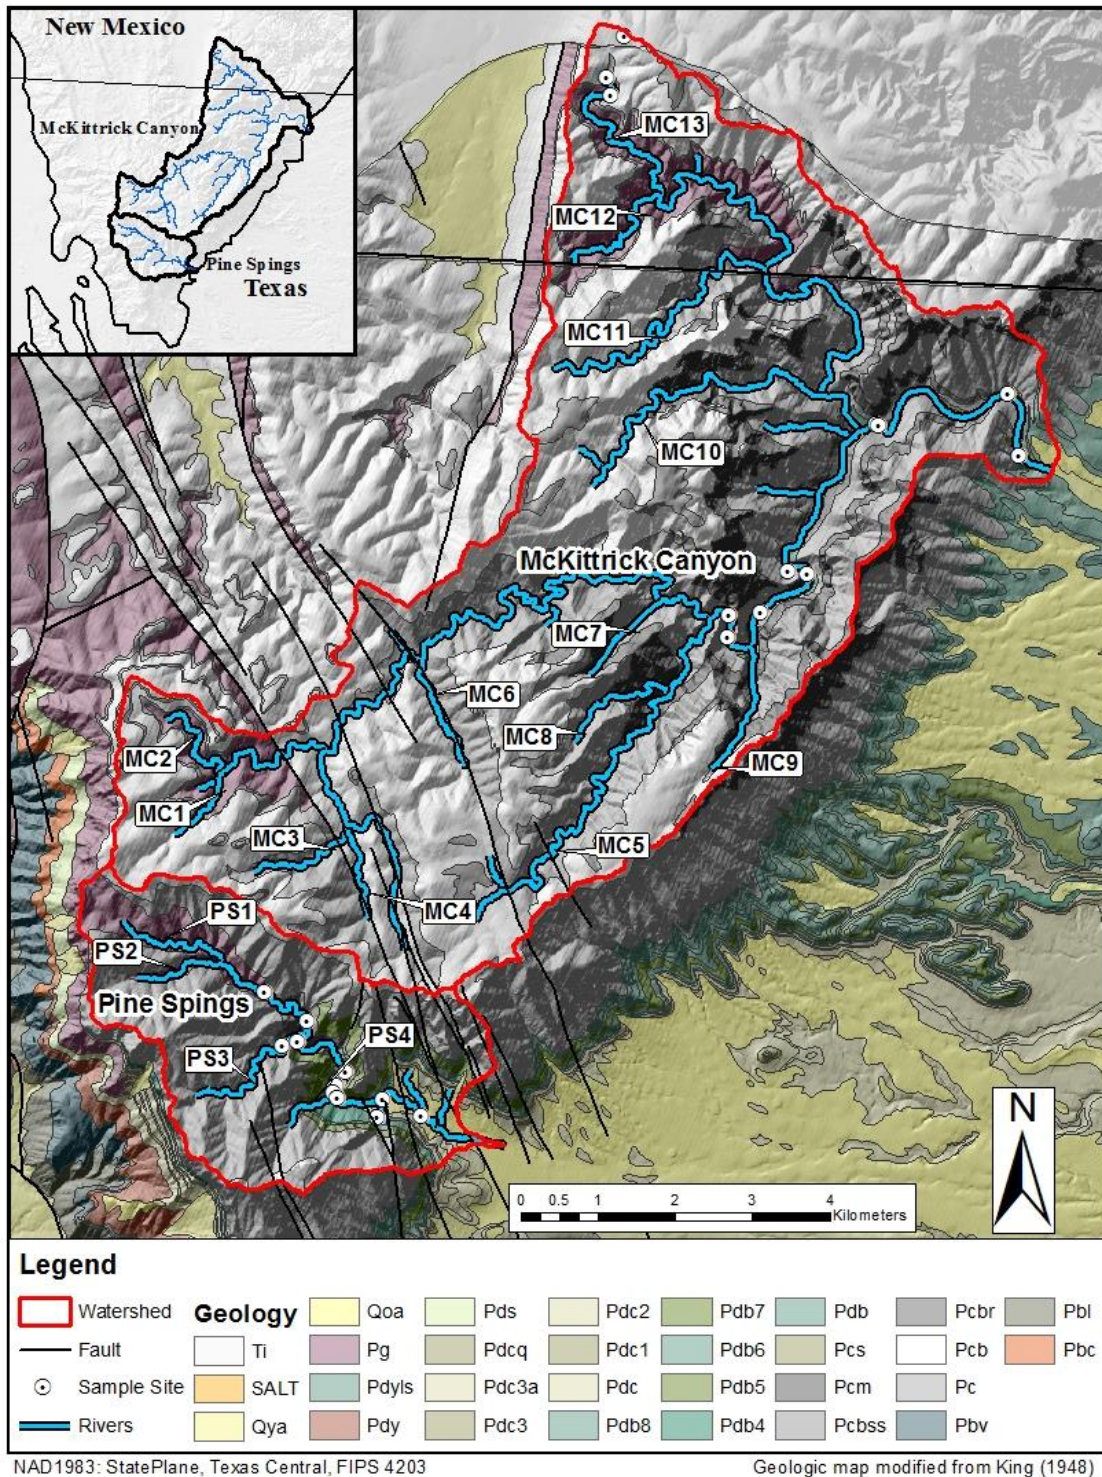 New Mexico
McKittrick Canyon
Pine Spings
Texas
MC13
MC12
MC11
MC10
McKittrick Canyon
MC7
MC6
MC8
MC2
MC9
MC1
MC3
MC5
MC4
PS1
PS2
Pine Spings
PS4
PS3
N
0 0.5 1 2 3 4
Kilometers
Legend
Watershed
Fault
Sample Site
Rivers
Geology
Ti
SALT
Qya
Qoa
Pg
Pdyls
Pdy
Pds
Pdcq
Pdc3a
Pdc3
Pdc2
Pdc1
Pdc
Pdb8
Pdb7
Pdb6
Pdb5
Pdb4
Pdb
Pcs
Pcm
Pcbss
Pcbr
Pcb
Pc
Pbv
Pbl
Pbc
NAD1983: StatePlane, Texas Central, FIPS 4203
Geologic map modified from King (1948)